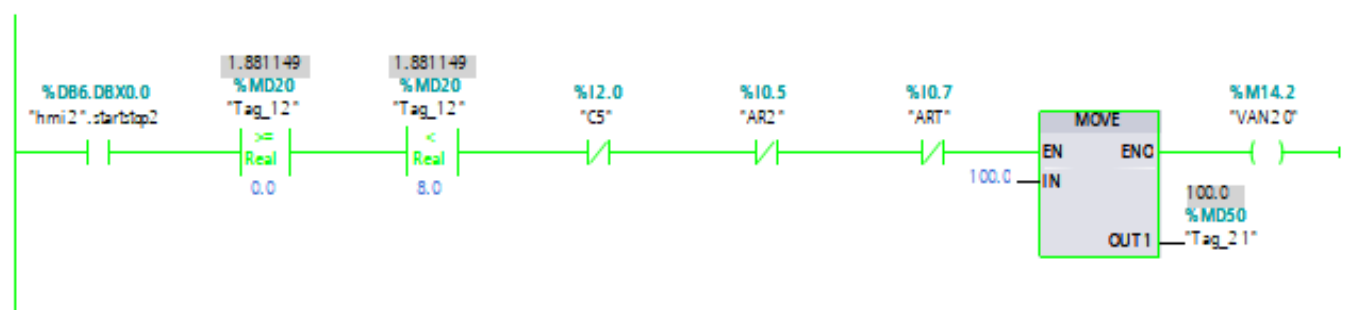 1.881149
%MD20
"Tag_12"
>=
Real
0.0
1.881149
%MD20
"Tag_12"
<
Real
8.0
%DB6.DBX0.0
"hmi2".startstop2
%I2.0
"C5"
%I0.5
"AR2"
%I0.7
"ART"
MOVE
EN
ENO
100.0
IN
OUT1
100.0
%MD50
"Tag_21"
%M14.2
"VAN20"